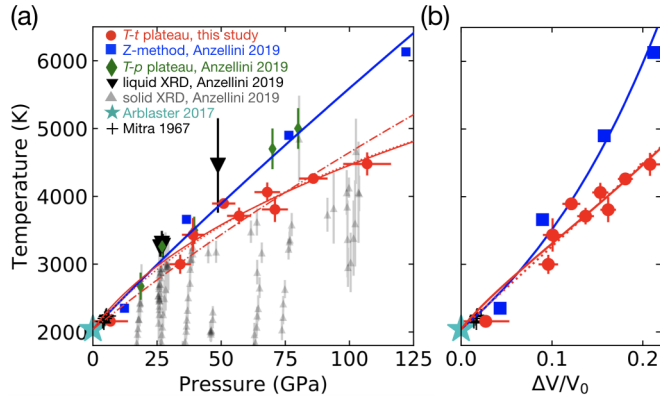 (a)
T-t plateau, this study
Z-method, Anzellini 2019
T-p plateau, Anzellini 2019
liquid XRD, Anzellini 2019
solid XRD, Anzellini 2019
Arblaster 2017
Mitra 1967
Temperature (K)
6000
5000
4000
3000
2000
0 25 50 75 100 125
Pressure (GPa)
(b)
0.0 0.1 0.2
ΔV/V₀